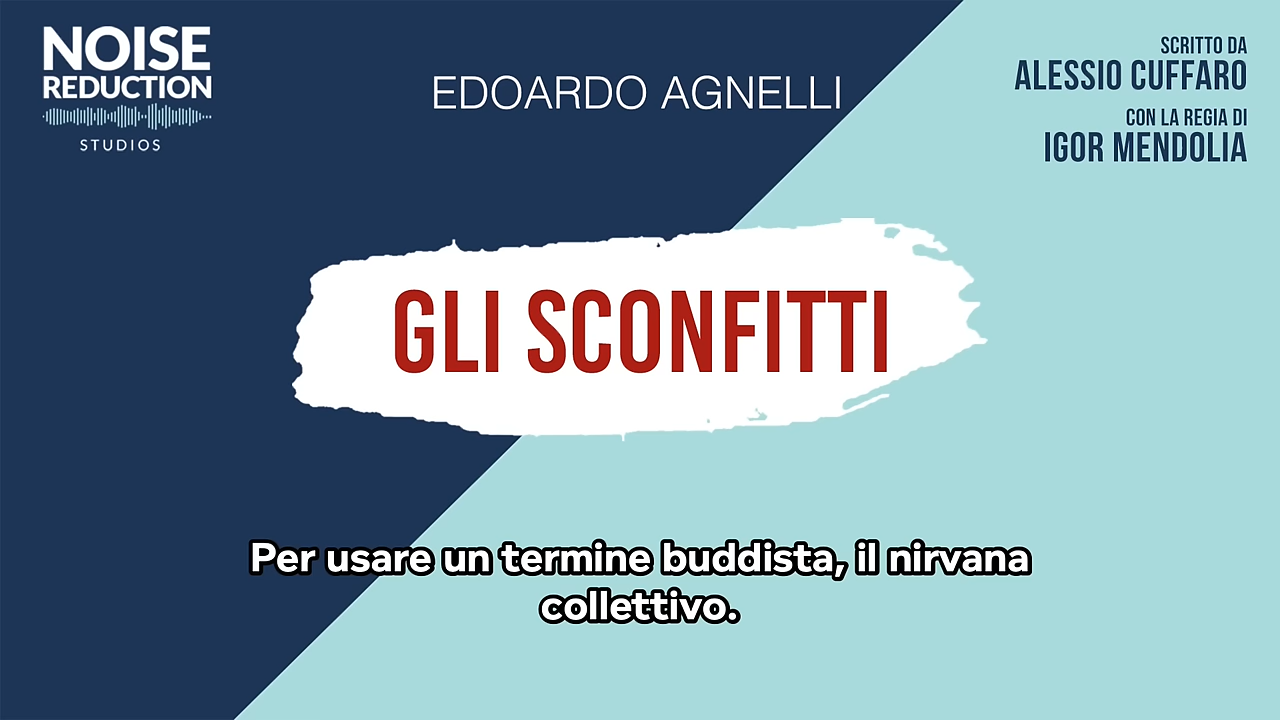 NOISE
REDUCTION
STUDIOS
EDOARDO AGNELLI
SCRITTO DA
ALESSIO CUFFARO
CON LA REGIA DI
IGOR MENDOLIA
GLI SCONFITTI
Per usare un termine buddista, il nirvana
collettivo.